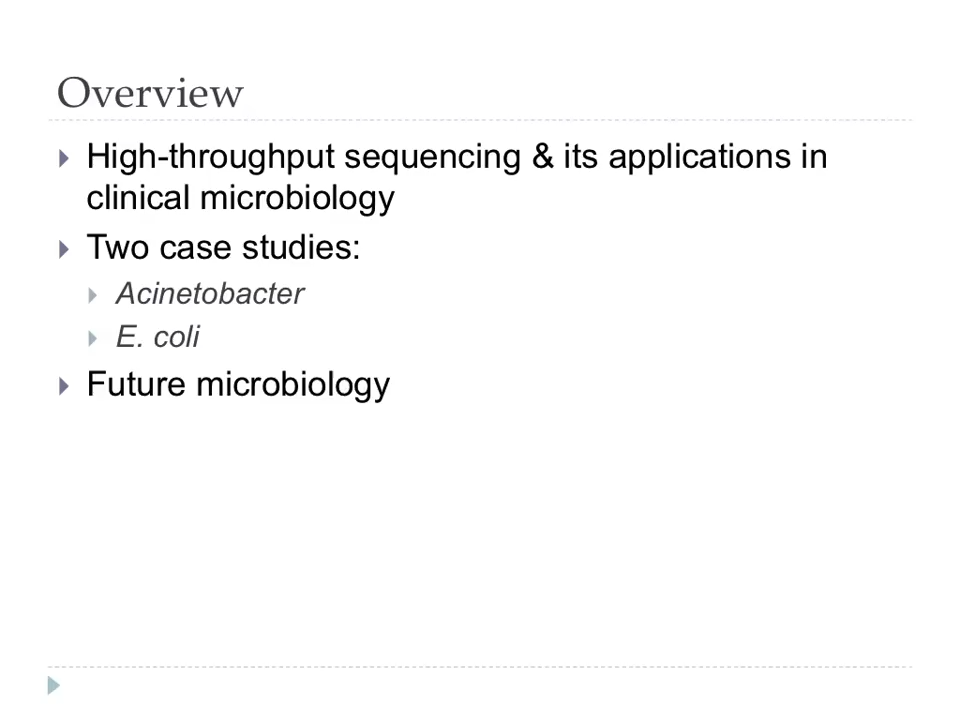 Overview
High-throughput sequencing & its applications in
clinical microbiology
Two case studies:
Acinetobacter
E. coli
Future microbiology